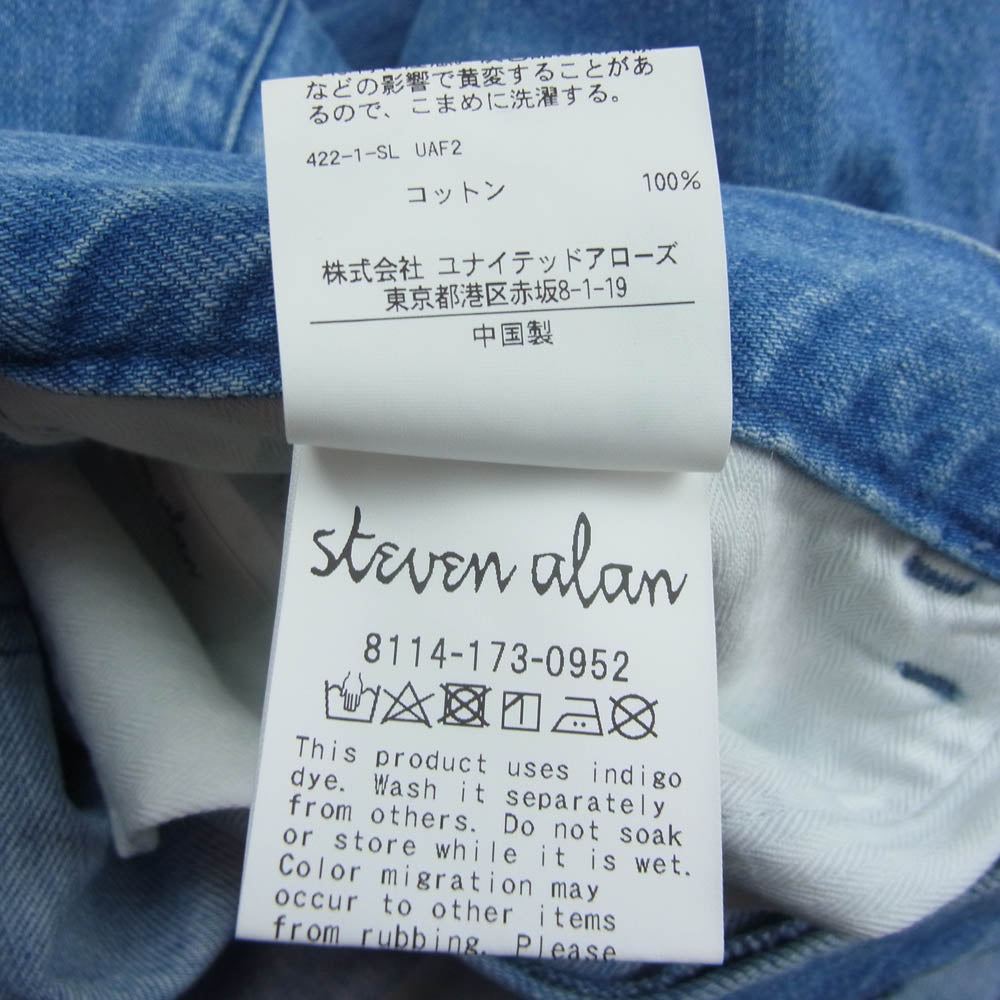 などの影響で黄変することがあ
るので、こまめに洗濯する。
422-1-SL UAF2
コットン 100%
株式会社 ユナイテッドアローズ
東京都港区赤坂8-1-19
中国製
steven alan
8114-173-0952
This product uses indigo
dye. Wash it separately
from others. Do not soak
or store while it is wet.
Color migration may
occur to other items
from rubbing. Please